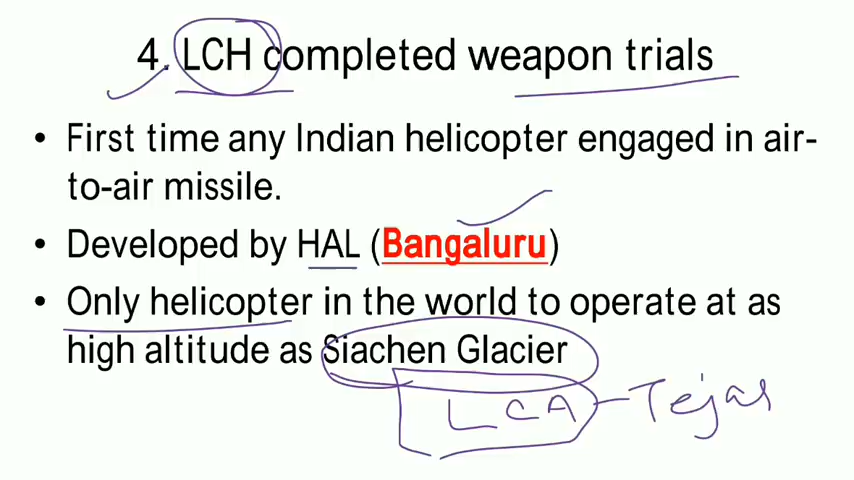 4. LCH completed weapon trials
• First time any Indian helicopter engaged in air-
to-air missile.
• Developed by HAL (Bangaluru)
• Only helicopter in the world to operate at as
high altitude as Siachen Glacier
LCA - Tejas